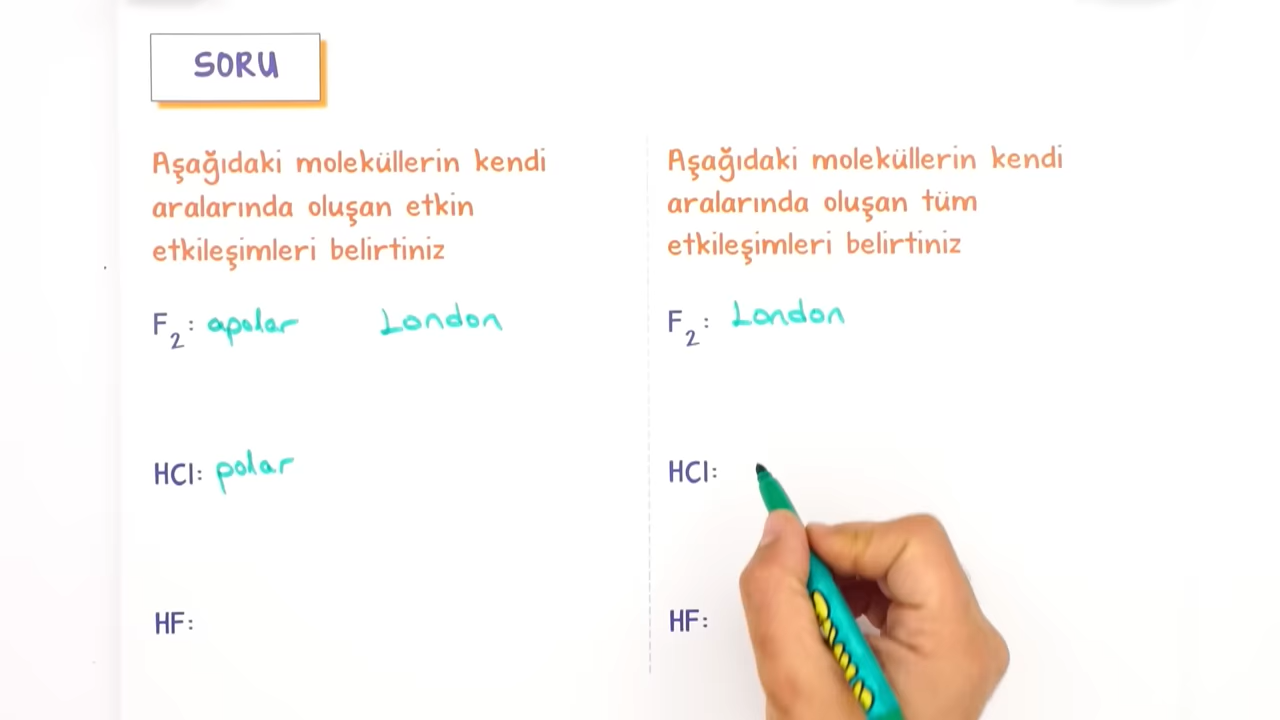 SORU
Aşağıdaki moleküllerin kendi
aralarında oluşan etkin
etkileşimleri belirtiniz
F2: apolar London
HCl: polar
HF:
Aşağıdaki moleküllerin kendi
aralarında oluşan tüm
etkileşimleri belirtiniz
F2: London
HCl:
HF: